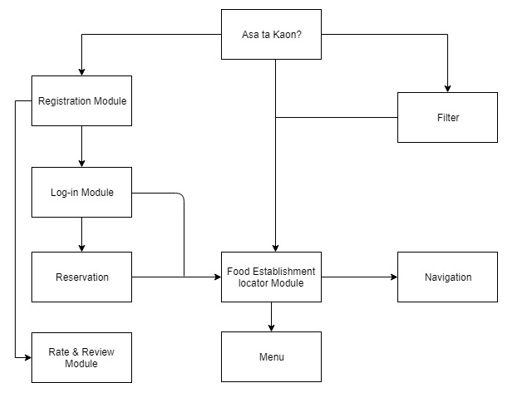 Asa ta Kaon?
Registration Module
Filter
Log-in Module
Reservation
Food Establishment
locator Module
Navigation
Rate & Review
Module
Menu